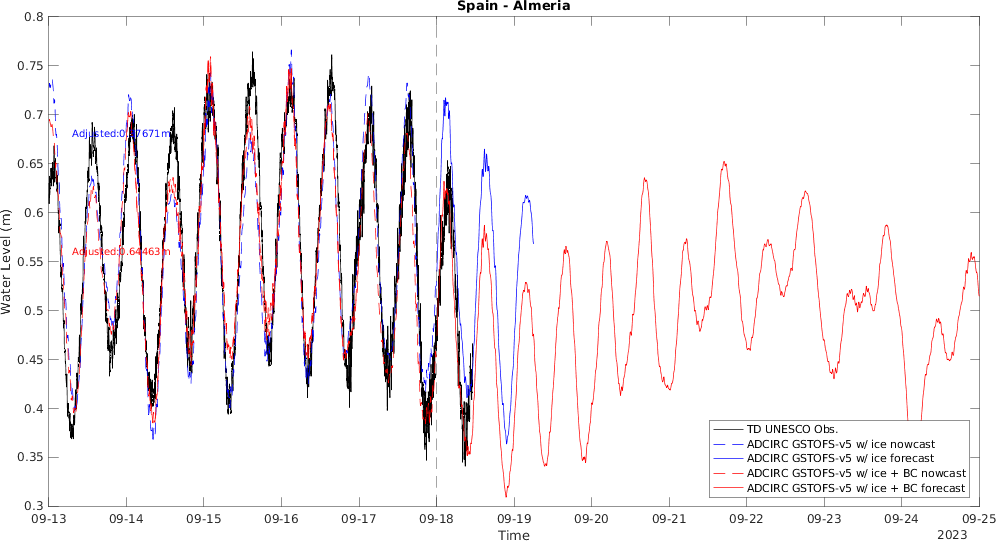 Spain - Almeria
0.8
0.75
0.7
0.65
0.6
0.55
0.5
0.45
0.4
0.35
0.3
Water Level (m)
Adjusted:0.67671m
Adjusted:0.64463m
TD UNESCO Obs.
ADCIRC GSTOFS-v5 w/ ice nowcast
ADCIRC GSTOFS-v5 w/ ice forecast
ADCIRC GSTOFS-v5 w/ ice + BC nowcast
ADCIRC GSTOFS-v5 w/ ice + BC forecast
09-13 09-14 09-15 09-16 09-17 09-18 09-19 09-20 09-21 09-22 09-23 09-24 09-25
Time
2023